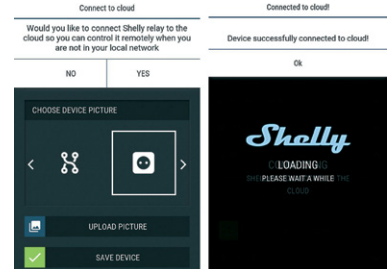 Connect to cloud
Would you like to connect Shelly relay to the
cloud so you can control it remotely when you
are not in your local network
NO
YES
CHOOSE DEVICE PICTURE
UPLOAD PICTURE
SAVE DEVICE
Connected to cloud!
Device successfully connected to cloud!
Ok
Shelly
LOADING
PLEASE WAIT A WHILE THE
CLOUD